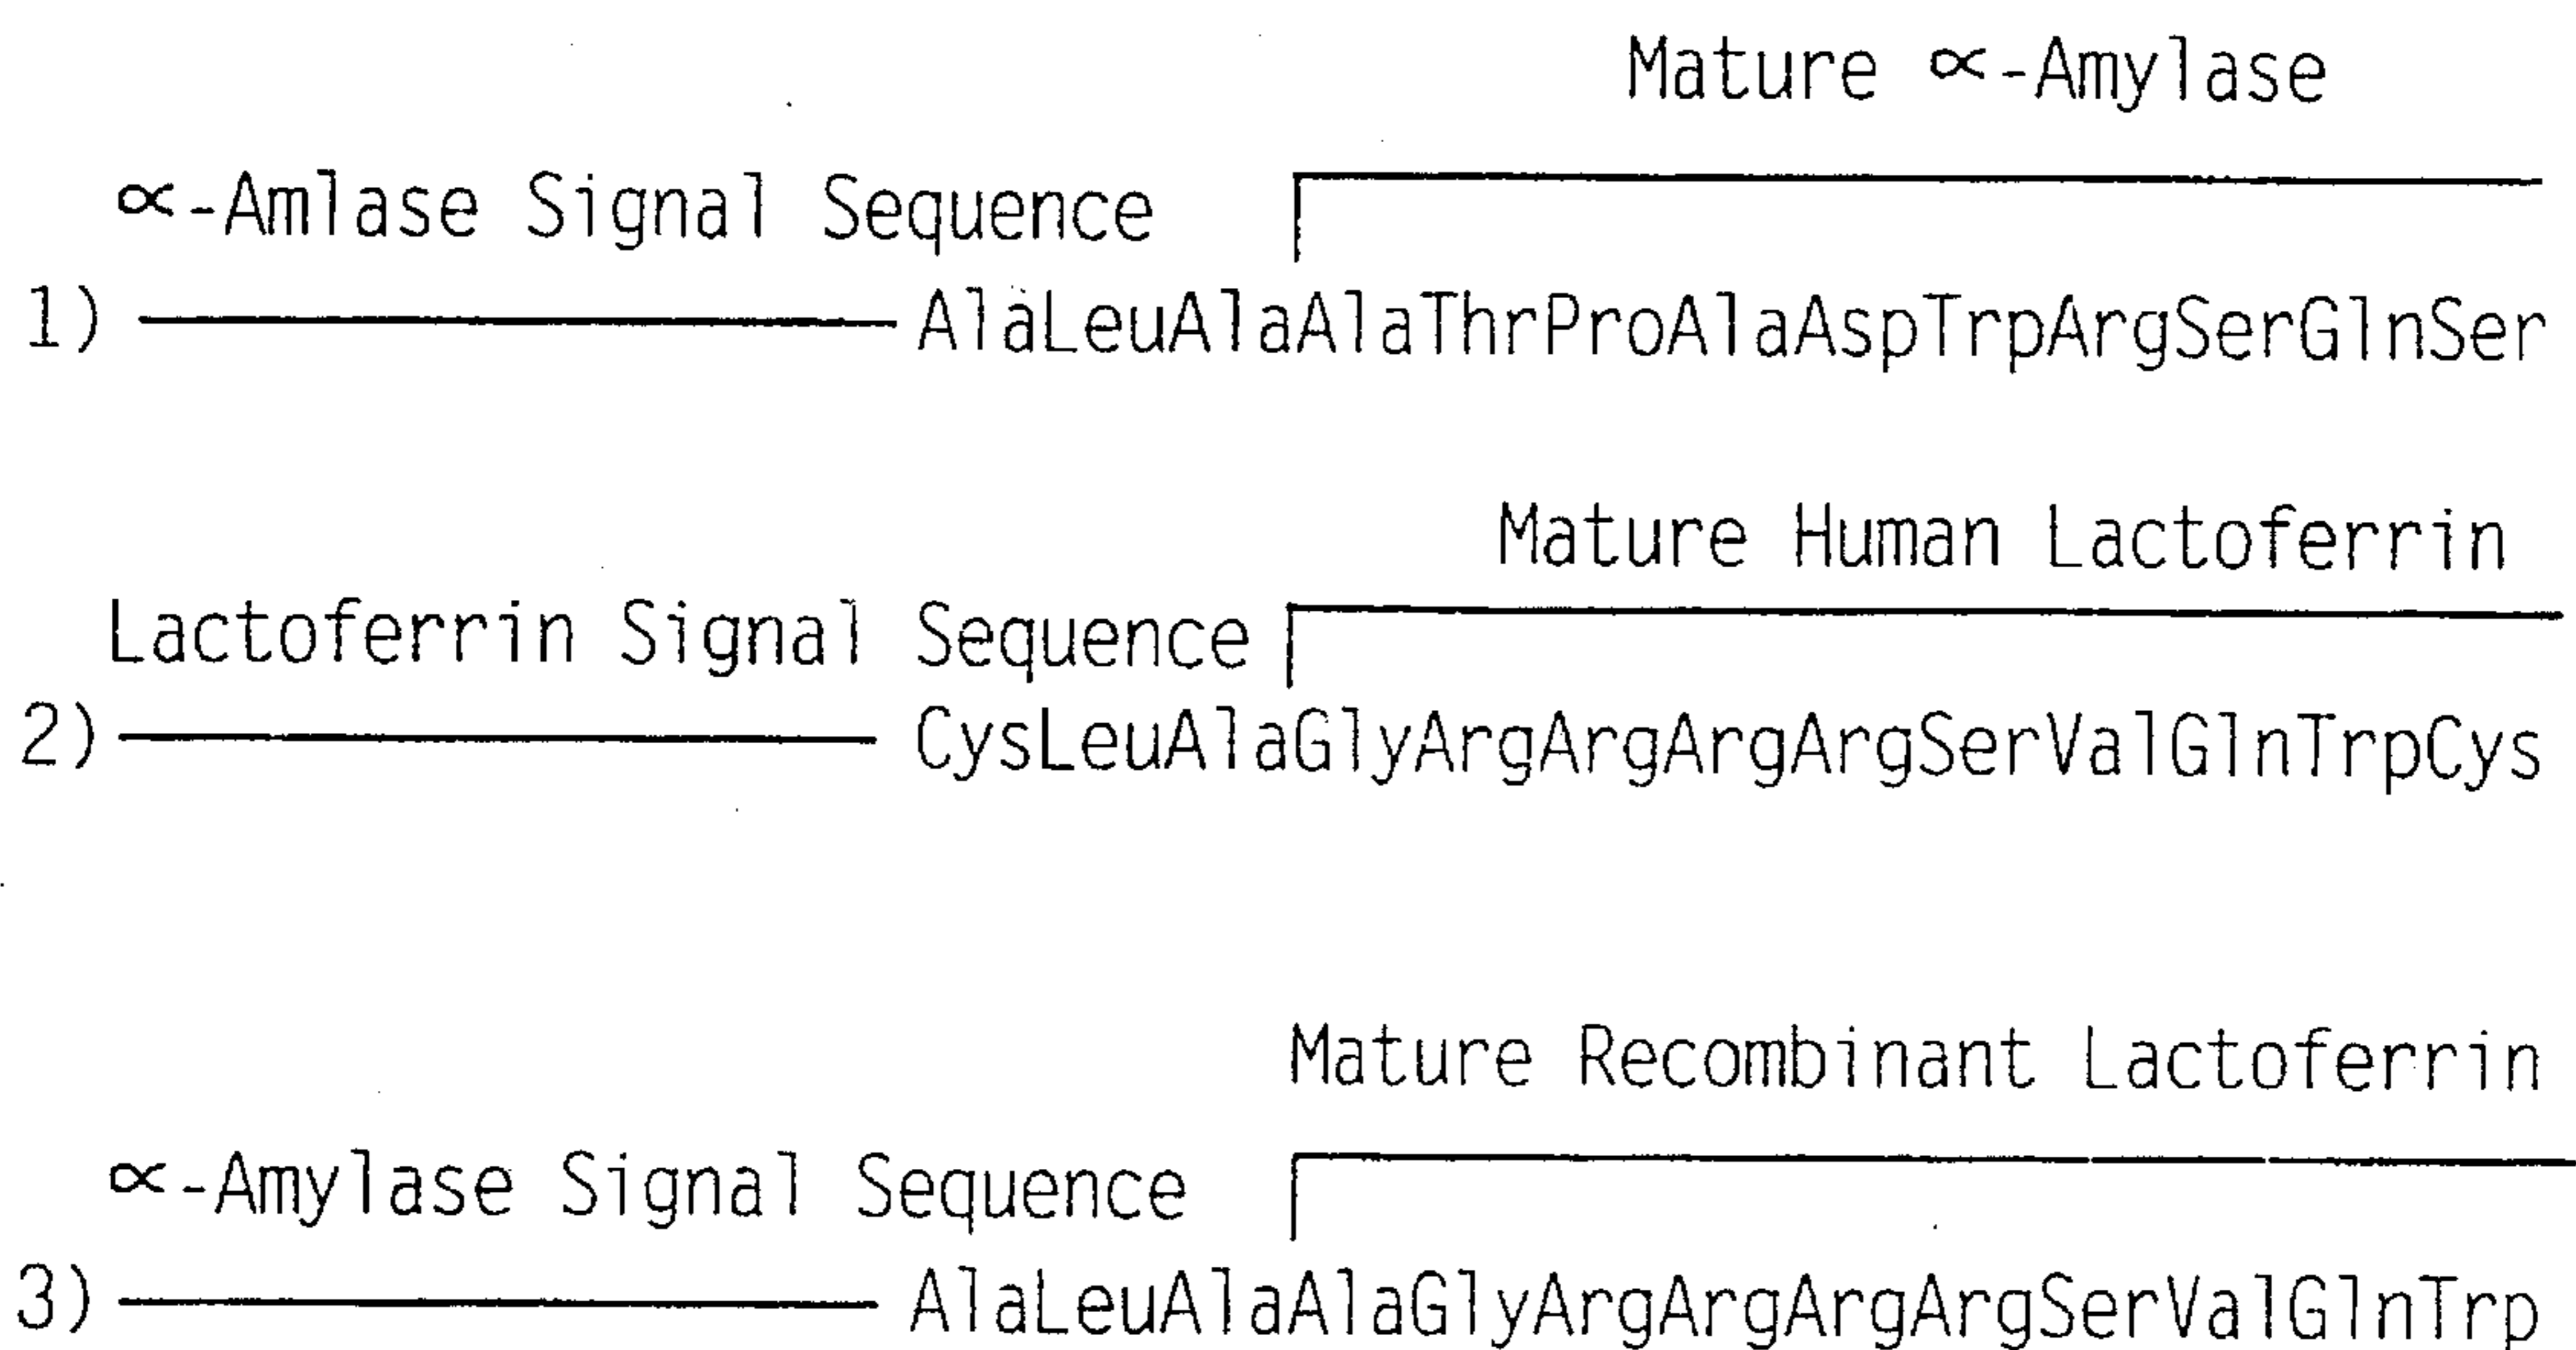 Mature ∝-Amylase
∝-Amlase Signal Sequence
1) AlaLeuAlaAlaThrProAlaAspTrpArgSerGlnSer
Mature Human Lactoferrin
Lactoferrin Signal Sequence
2) CysLeuAlaGlyArgArgArgArgSerValGlnTrpCys
Mature Recombinant Lactoferrin
∝-Amylase Signal Sequence
3) AlaLeuAlaAlaGlyArgArgArgArgSerValGlnTrp